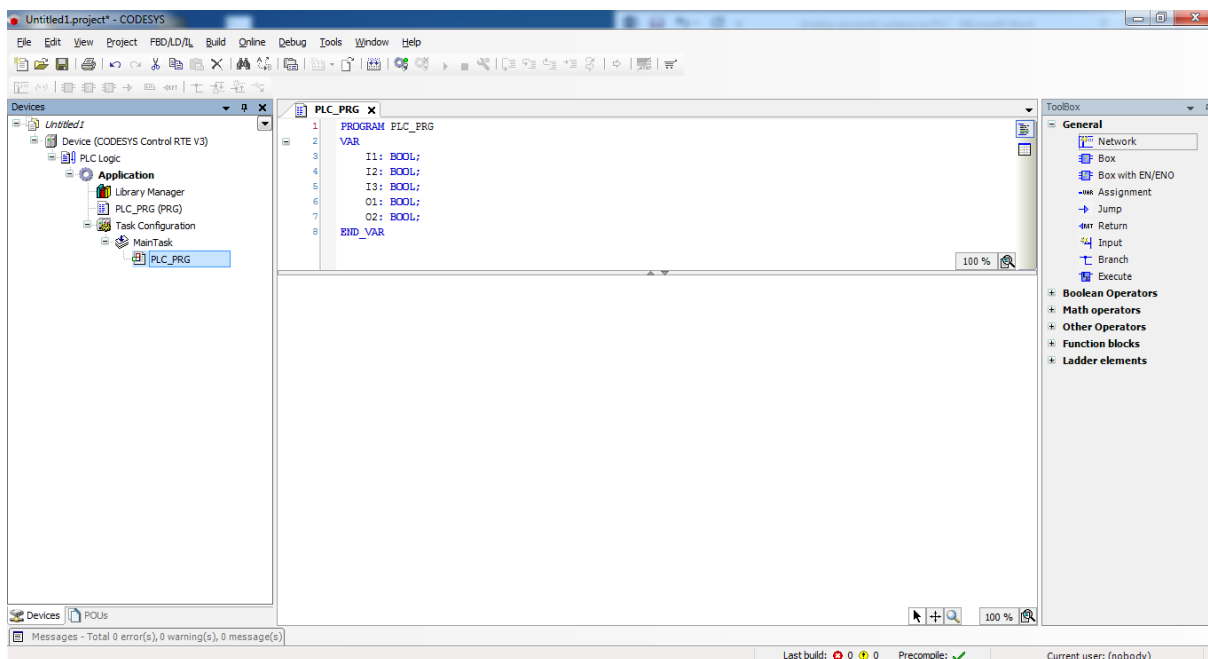 Untitled1.project* - CODESYS
File Edit View Project FBD/LD/IL Build Online Debug Tools Window Help
Devices
Untitled1
Device (CODESYS Control RTE V3)
PLC Logic
Application
Library Manager
PLC_PRG (PRG)
Task Configuration
MainTask
PLC_PRG
Devices POUs
PLC_PRG
1 PROGRAM PLC_PRG
2 VAR
3 I1: BOOL;
4 I2: BOOL;
5 I3: BOOL;
6 O1: BOOL;
7 O2: BOOL;
8 END_VAR
100 %
100 %
ToolBox
General
Network
Box
Box with EN/ENO
Assignment
Jump
Return
Input
Branch
Execute
Boolean Operators
Math operators
Other Operators
Function blocks
Ladder elements
Messages - Total 0 error(s), 0 warning(s), 0 message(s)
Last build: 0 0 Precompile: Current user: (nobody)